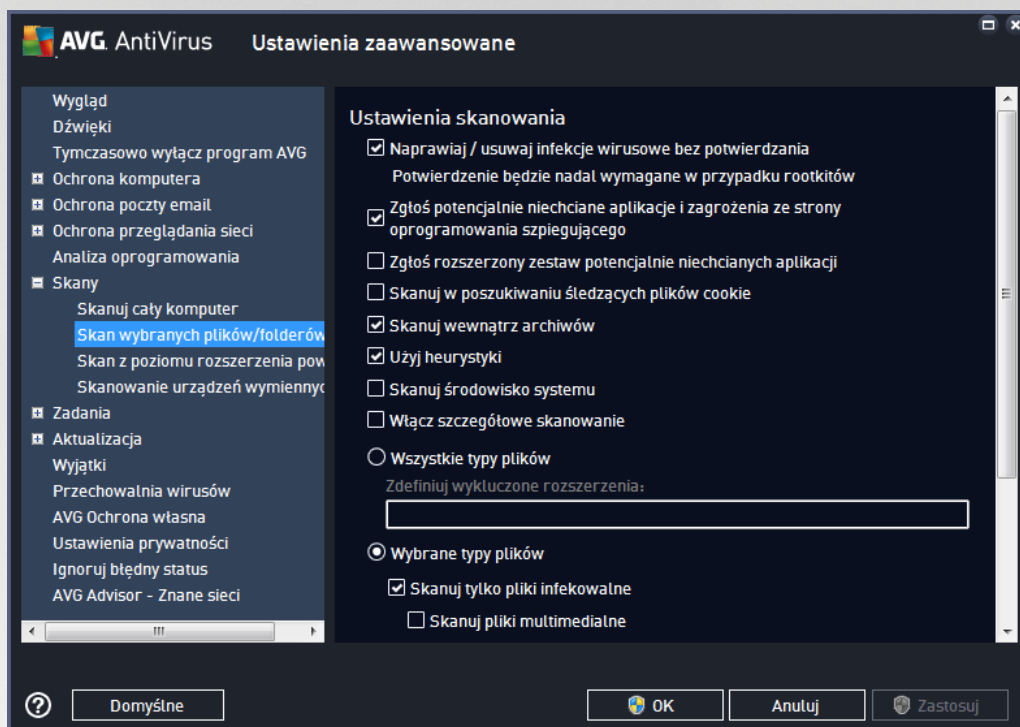 AVG. AntiVirus
Ustawienia zaawansowane
Wygląd
Dźwięki
Tymczasowo wyłącz program AVG
Ochrona komputera
Ochrona poczty email
Ochrona przeglądania sieci
Analiza oprogramowania
Skany
Skanuj cały komputer
Skan wybranych plików/folderów
Skan z poziomu rozszerzenia pow
Skanowanie urządzeń wymiennyc
Zadania
Aktualizacja
Wyjątki
Przechowalnia wirusów
AVG Ochrona własna
Ustawienia prywatności
Ignoruj błędny status
AVG Advisor - Znane sieci
Ustawienia skanowania
Naprawiaj / usuwaj infekcje wirusowe bez potwierdzania
Potwierdzenie będzie nadal wymagane w przypadku rootkitów
Zgłoś potencjalnie niechciane aplikacje i zagrożenia ze strony
oprogramowania szpiegującego
Zgłoś rozszerzony zestaw potencjalnie niechcianych aplikacji
Skanuj w poszukiwaniu śledzących plików cookie
Skanuj wewnątrz archiwów
Użyj heurystyki
Skanuj środowisko systemu
Włącz szczegółowe skanowanie
Wszystkie typy plików
Zdefiniuj wykluczone rozszerzenia:
Wybrane typy plików
Skanuj tylko pliki infekowalne
Skanuj pliki multimedialne
Domyślne
OK
Anuluj
Zastosuj